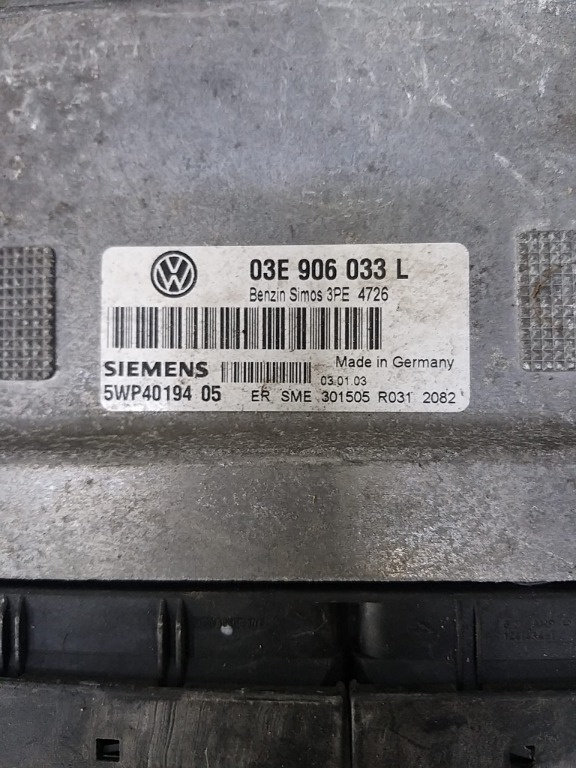 03E 906 033 L
Benzin Simos 3PE 4726
SIEMENS
Made in Germany
03.01.03
5WP40194 05
ER SME 301505 R031 2082